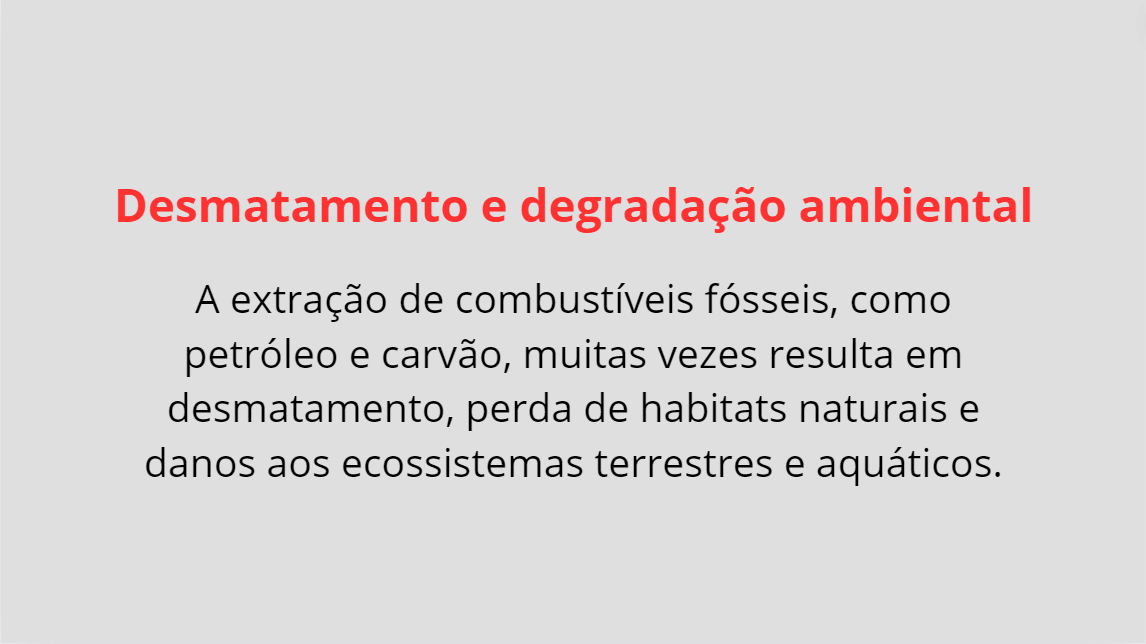 Desmatamento e degradação ambiental
A extração de combustíveis fósseis, como
petróleo e carvão, muitas vezes resulta em
desmatamento, perda de habitats naturais e
danos aos ecossistemas terrestres e aquáticos.